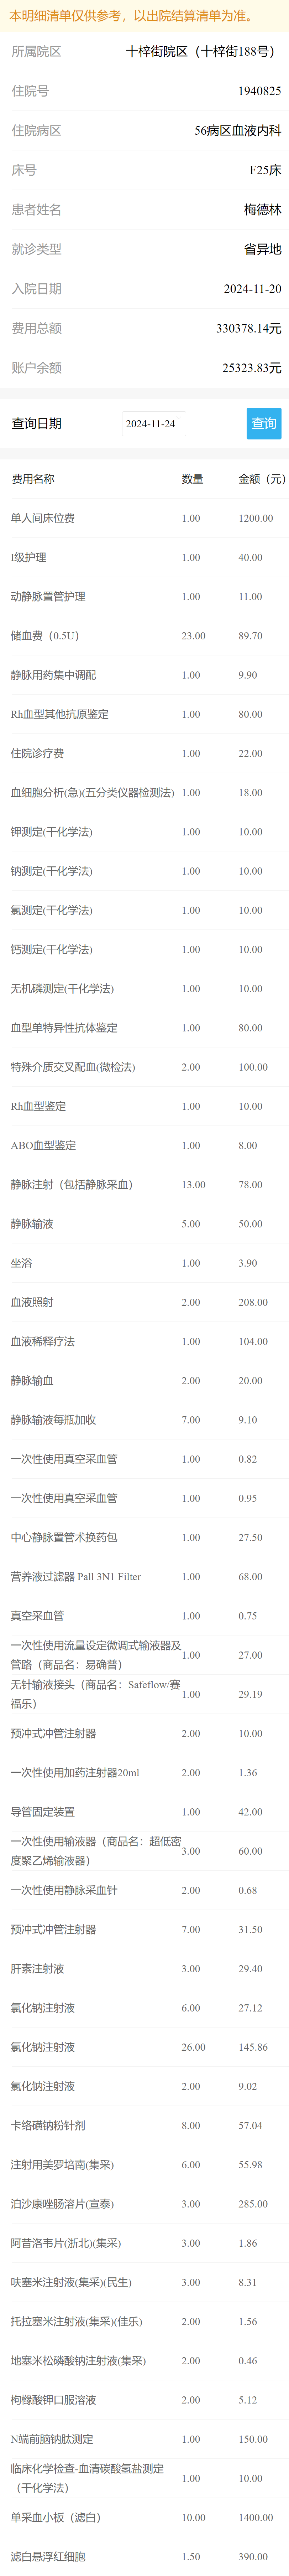 本明细清单仅供参考，以出院结算清单为准。
所属院区 十梓街院区（十梓街188号）
住院号 1940825
住院病区 56病区血液内科
床号 F25床
患者姓名 梅德林
就诊类型 省异地
入院日期 2024-11-20
费用总额 330378.14元
账户余额 25323.83元
查询日期 2024-11-24 查询
费用名称 数量 金额（元）
单人间床位费 1.00 1200.00
I级护理 1.00 40.00
动静脉置管护理 1.00 11.00
储血费（0.5U） 23.00 89.70
静脉用药集中调配 1.00 9.90
Rh血型其他抗原鉴定 1.00 80.00
住院诊疗费 1.00 22.00
血细胞分析(急)(五分类仪器检测法) 1.00 18.00
钾测定(干化学法) 1.00 10.00
钠测定(干化学法) 1.00 10.00
氯测定(干化学法) 1.00 10.00
钙测定(干化学法) 1.00 10.00
无机磷测定(干化学法) 1.00 10.00
血型单特异性抗体鉴定 1.00 80.00
特殊介质交叉配血(微检法) 2.00 100.00
Rh血型鉴定 1.00 10.00
ABO血型鉴定 1.00 8.00
静脉注射（包括静脉采血） 13.00 78.00
静脉输液 5.00 50.00
坐浴 1.00 3.90
血液照射 2.00 208.00
血液稀释疗法 1.00 104.00
静脉输血 2.00 20.00
静脉输液每瓶加收 7.00 9.10
一次性使用真空采血管 1.00 0.82
一次性使用真空采血管 1.00 0.95
中心静脉置管术换药包 1.00 27.50
营养液过滤器 Pall 3N1 Filter 1.00 68.00
真空采血管 1.00 0.75
一次性使用流量设定微调式输液器及
管路（商品名：易确普） 1.00 27.00
无针输液接头（商品名：Safeflow/赛
福乐） 1.00 29.19
预冲式冲管注射器 2.00 10.00
一次性使用加药注射器20ml 2.00 1.36
导管固定装置 1.00 42.00
一次性使用输液器（商品名：超低密
度聚乙烯输液器） 3.00 60.00
一次性使用静脉采血针 2.00 0.68
预冲式冲管注射器 7.00 31.50
肝素注射液 3.00 29.40
氯化钠注射液 6.00 27.12
氯化钠注射液 26.00 145.86
氯化钠注射液 2.00 9.02
卡络磺钠粉针剂 8.00 57.04
注射用美罗培南(集采) 6.00 55.98
泊沙康唑肠溶片(宣泰) 3.00 285.00
阿昔洛韦片(浙北)(集采) 3.00 1.86
呋塞米注射液(集采)(民生) 3.00 8.31
托拉塞米注射液(集采)(佳乐) 2.00 1.56
地塞米松磷酸钠注射液(集采) 2.00 0.46
枸橼酸钾口服溶液 2.00 5.12
N端前脑钠肽测定 1.00 150.00
临床化学检查-血清碳酸氢盐测定
（干化学法） 1.00 10.00
单采血小板（滤白） 10.00 1400.00
滤白悬浮红细胞 1.50 390.00